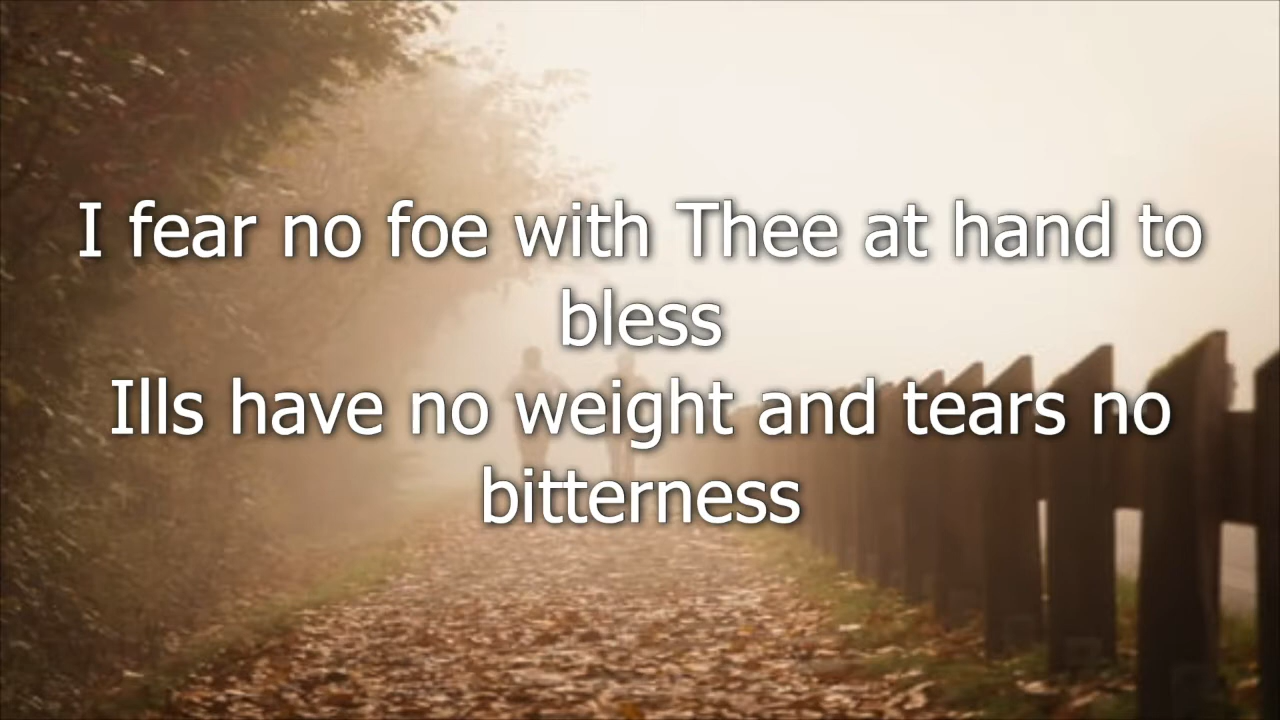 I fear no foe with Thee at hand to
bless
Ills have no weight and tears no
bitterness